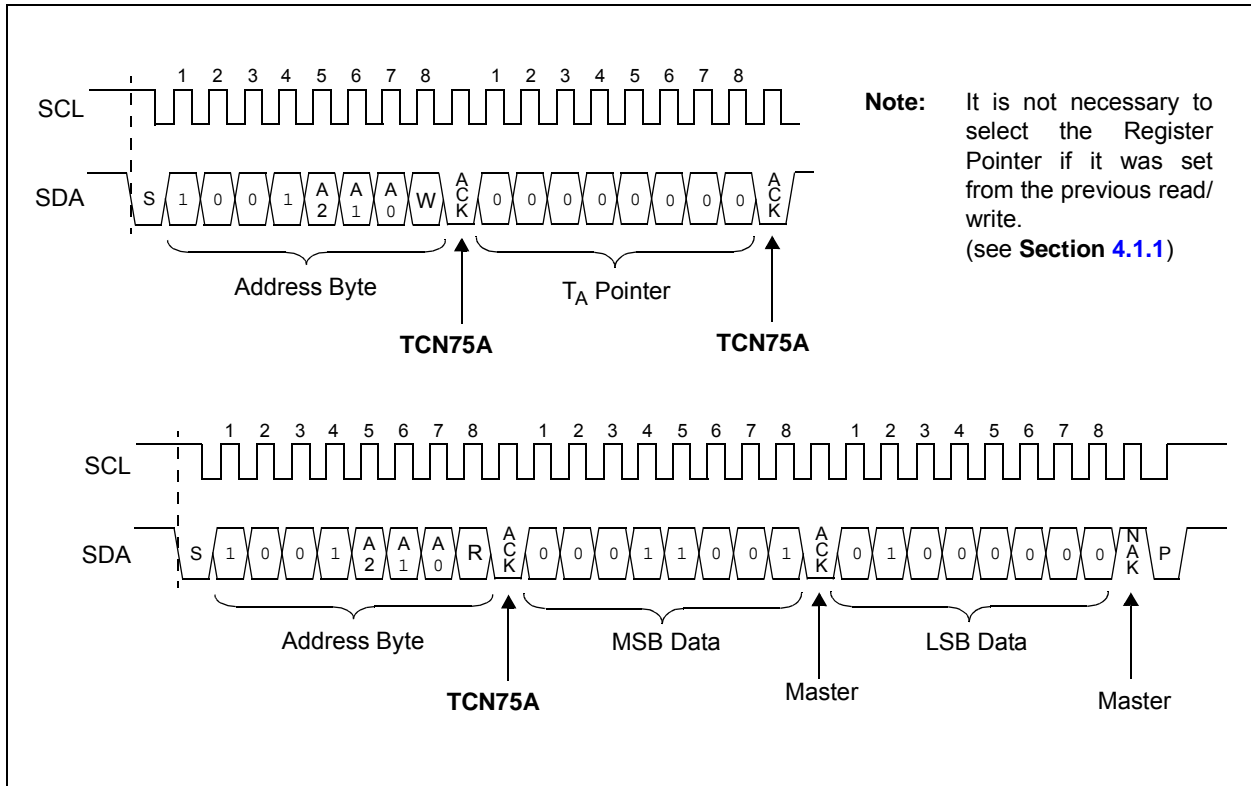 1 2 3 4 5 6 7 8 1 2 3 4 5 6 7 8
SCL
SDA
S 1 0 0 1 A2 A1 A0 W ACK 0 0 0 0 0 0 0 0 ACK
Address Byte
TA Pointer
TCN75A
TCN75A
Note: It is not necessary to
select the Register
Pointer if it was set
from the previous read/
write.
(see Section 4.1.1)
1 2 3 4 5 6 7 8 1 2 3 4 5 6 7 8 1 2 3 4 5 6 7 8
SCL
SDA
S 1 0 0 1 A2 A1 A0 R ACK 0 0 0 1 1 0 0 1 ACK 0 1 0 0 0 0 0 0 NAK P
Address Byte
MSB Data
LSB Data
TCN75A
Master
Master